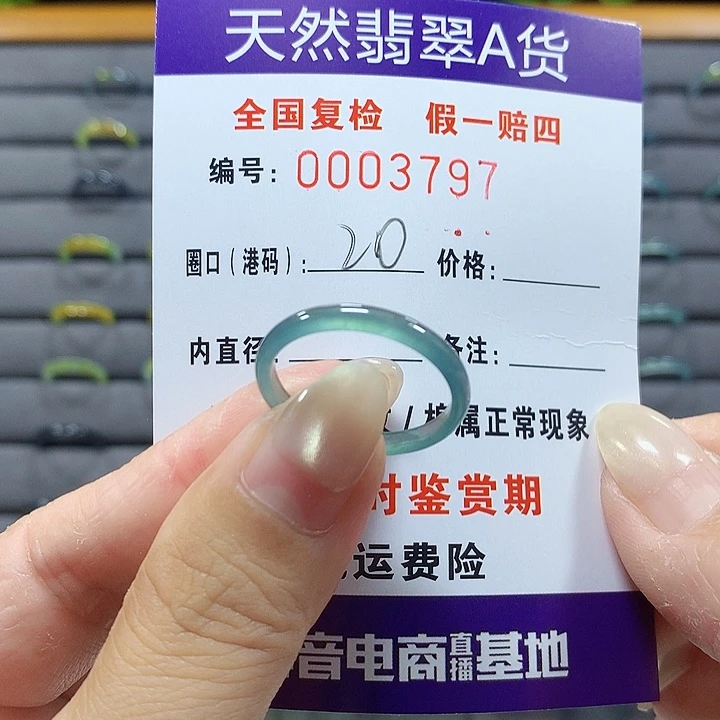 天然翡翠A货
全国复检 假一赔四
编号: 0003797
圈口(港码): 20 价格:
内直径: 备注:
/棉属正常现象
时鉴赏期
运费险
音电商直播基地